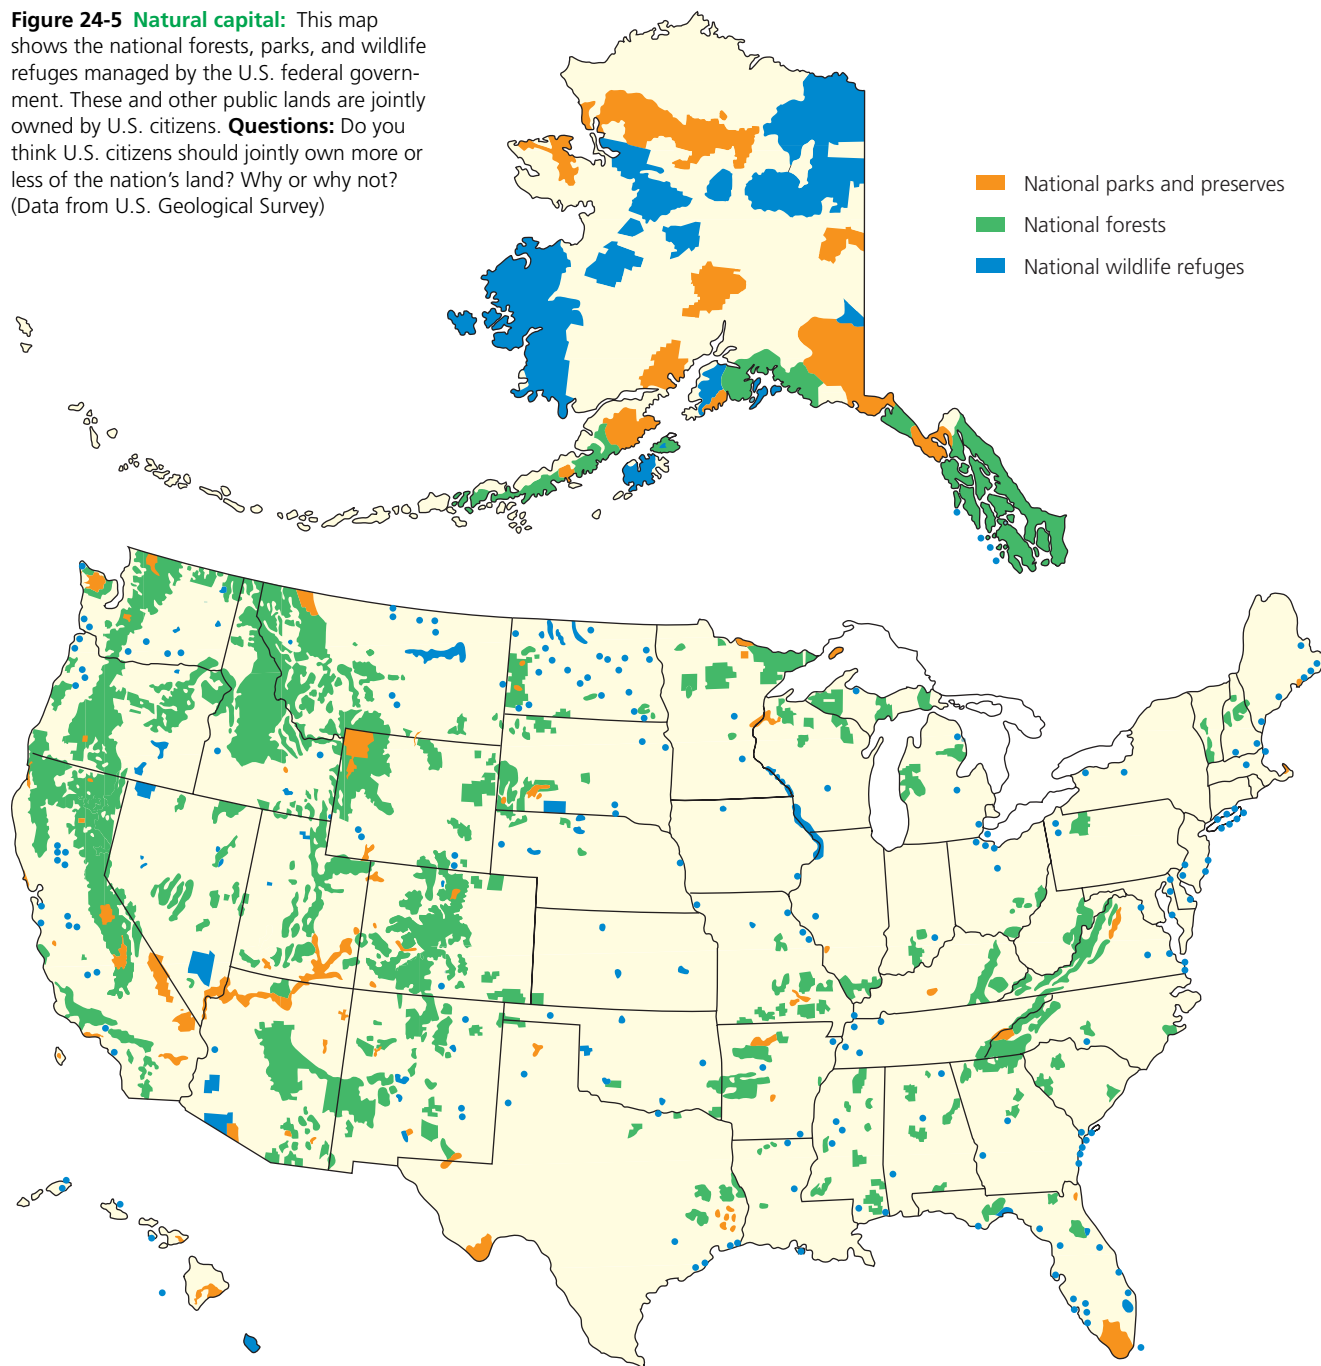 Figure 24-5 Natural capital: This map
shows the national forests, parks, and wildlife
refuges managed by the U.S. federal govern-
ment. These and other public lands are jointly
owned by U.S. citizens. Questions: Do you
think U.S. citizens should jointly own more or
less of the nation’s land? Why or why not?
(Data from U.S. Geological Survey)
National parks and preserves
National forests
National wildlife refuges